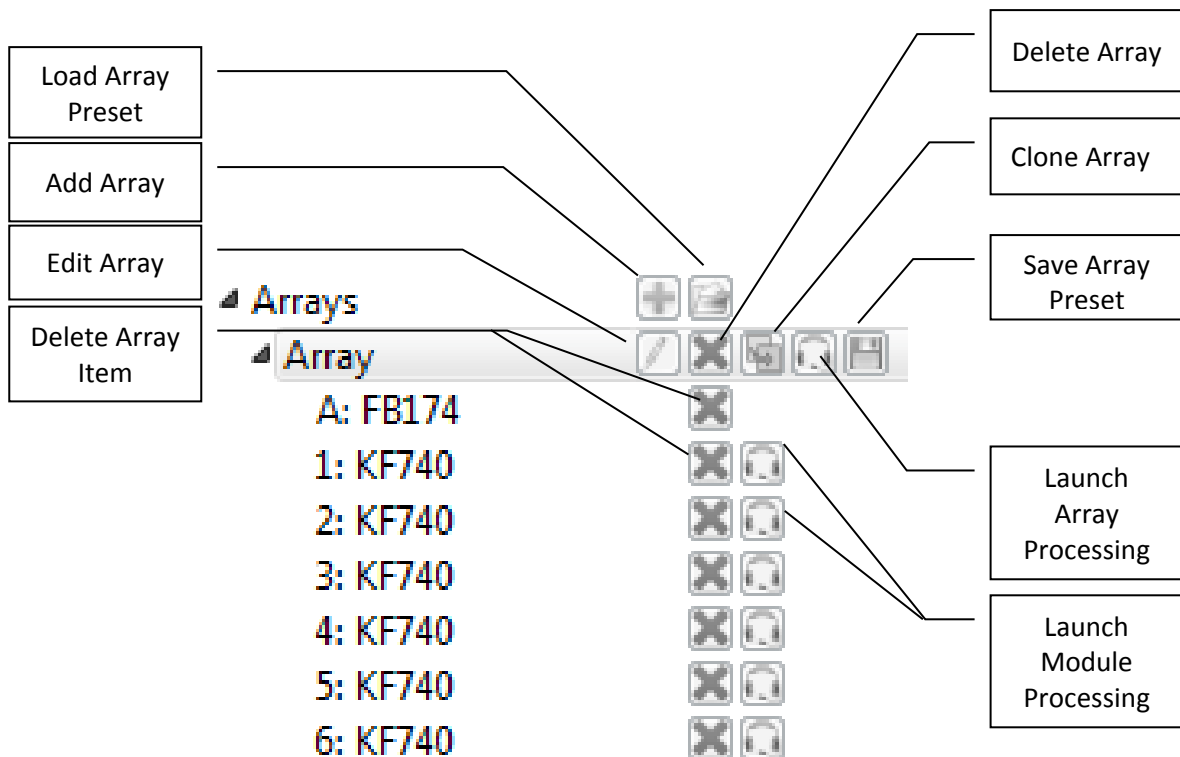 Load Array
Preset
Add Array
Edit Array
Delete Array
Item
Arrays
Array
A: FB174
1: KF740
2: KF740
3: KF740
4: KF740
5: KF740
6: KF740
Delete Array
Clone Array
Save Array
Preset
Launch
Array
Processing
Launch
Module
Processing